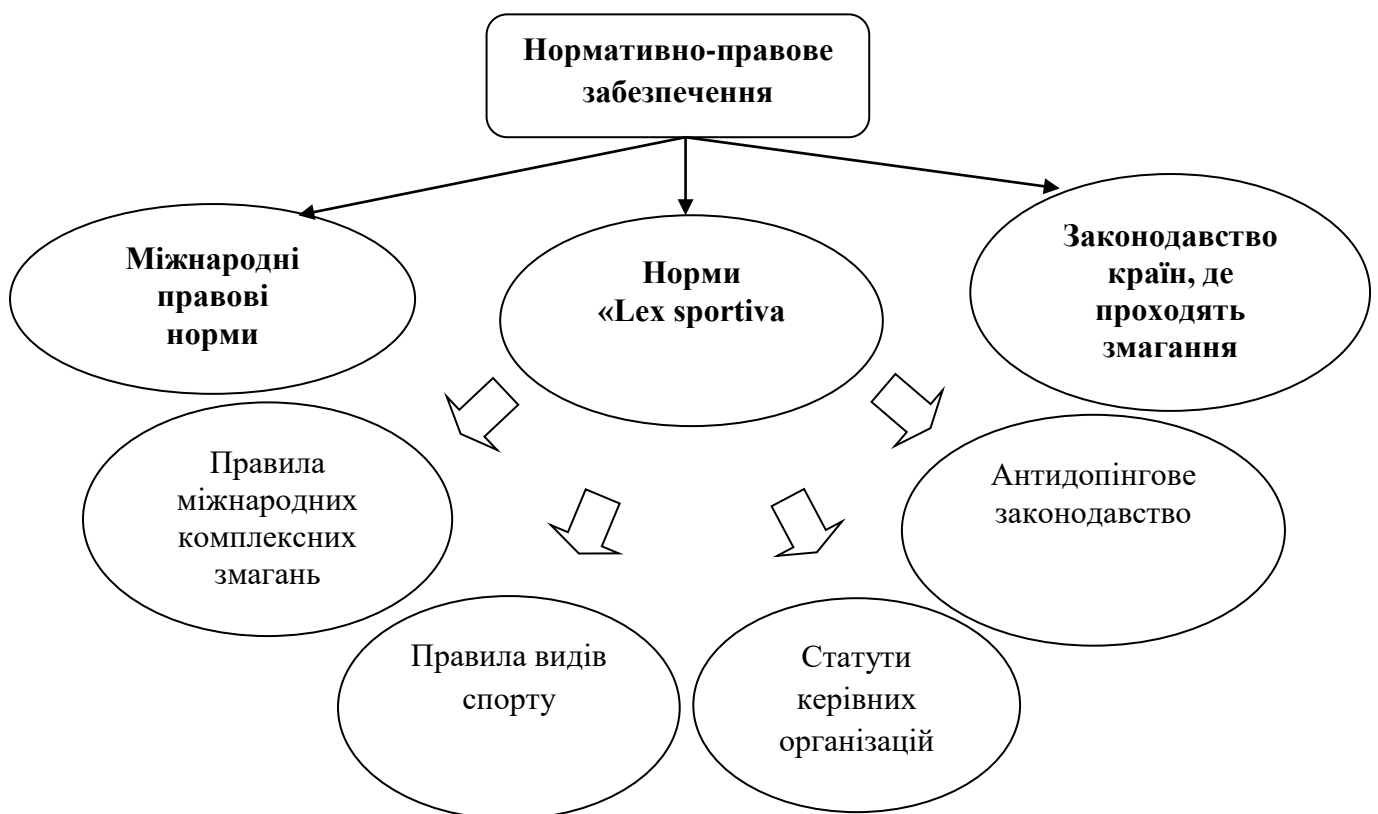 Нормативно-правове
забезпечення
Міжнародні
правові
норми
Норми
«Lex sportiva
Законодавство
країн, де
проходять
змагання
Правила
міжнародних
комплексних
змагань
Антидопінгове
законодавство
Правила видів
спорту
Статути
керівних
організацій